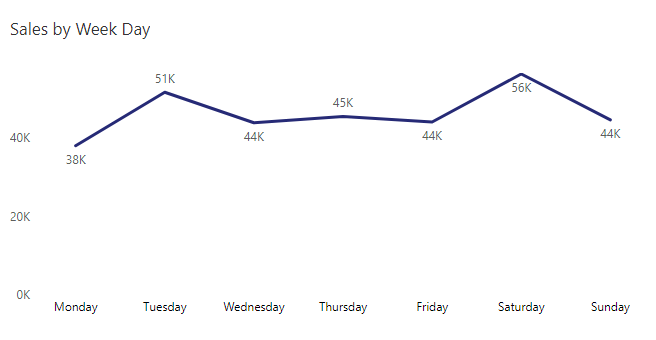 Sales by Week Day
56K
51K
45K
40K
44K
44K
44K
38K
20K
0K
Monday Tuesday Wednesday Thursday Friday Saturday Sunday